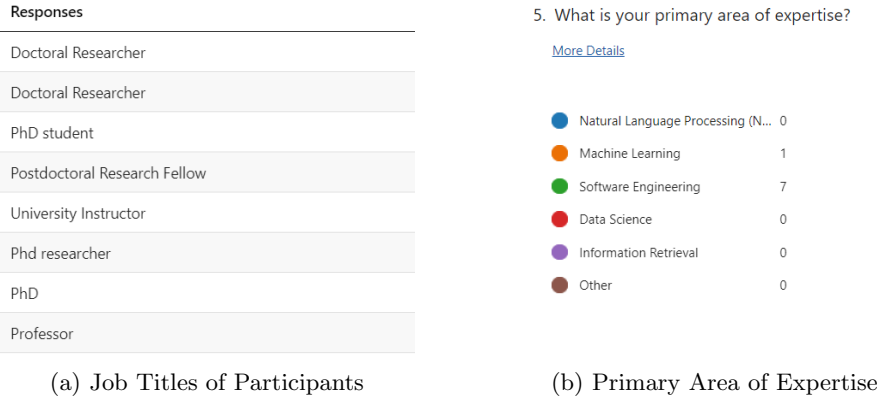 Responses
Doctoral Researcher
Doctoral Researcher
PhD student
Postdoctoral Research Fellow
University Instructor
Phd researcher
PhD
Professor
(a) Job Titles of Participants
5. What is your primary area of expertise?
More Details
Natural Language Processing (N... 0
Machine Learning 1
Software Engineering 7
Data Science 0
Information Retrieval 0
Other 0
(b) Primary Area of Expertise